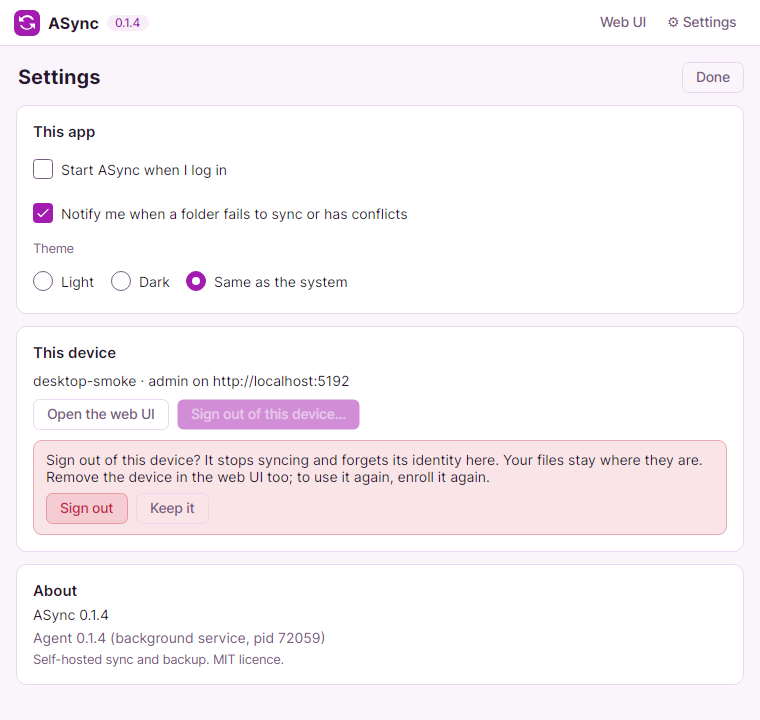 ASync 0.1.4 Web UI ⚙ Settings
Settings Done
This app
Start ASync when I log in
Notify me when a folder fails to sync or has conflicts
Theme
Light Dark Same as the system
This device
desktop-smoke · admin on http://localhost:5192
Open the web UI Sign out of this device...
Sign out of this device? It stops syncing and forgets its identity here. Your files stay where they are.
Remove the device in the web UI too; to use it again, enroll it again.
Sign out Keep it
About
ASync 0.1.4
Agent 0.1.4 (background service, pid 72059)
Self-hosted sync and backup. MIT licence.